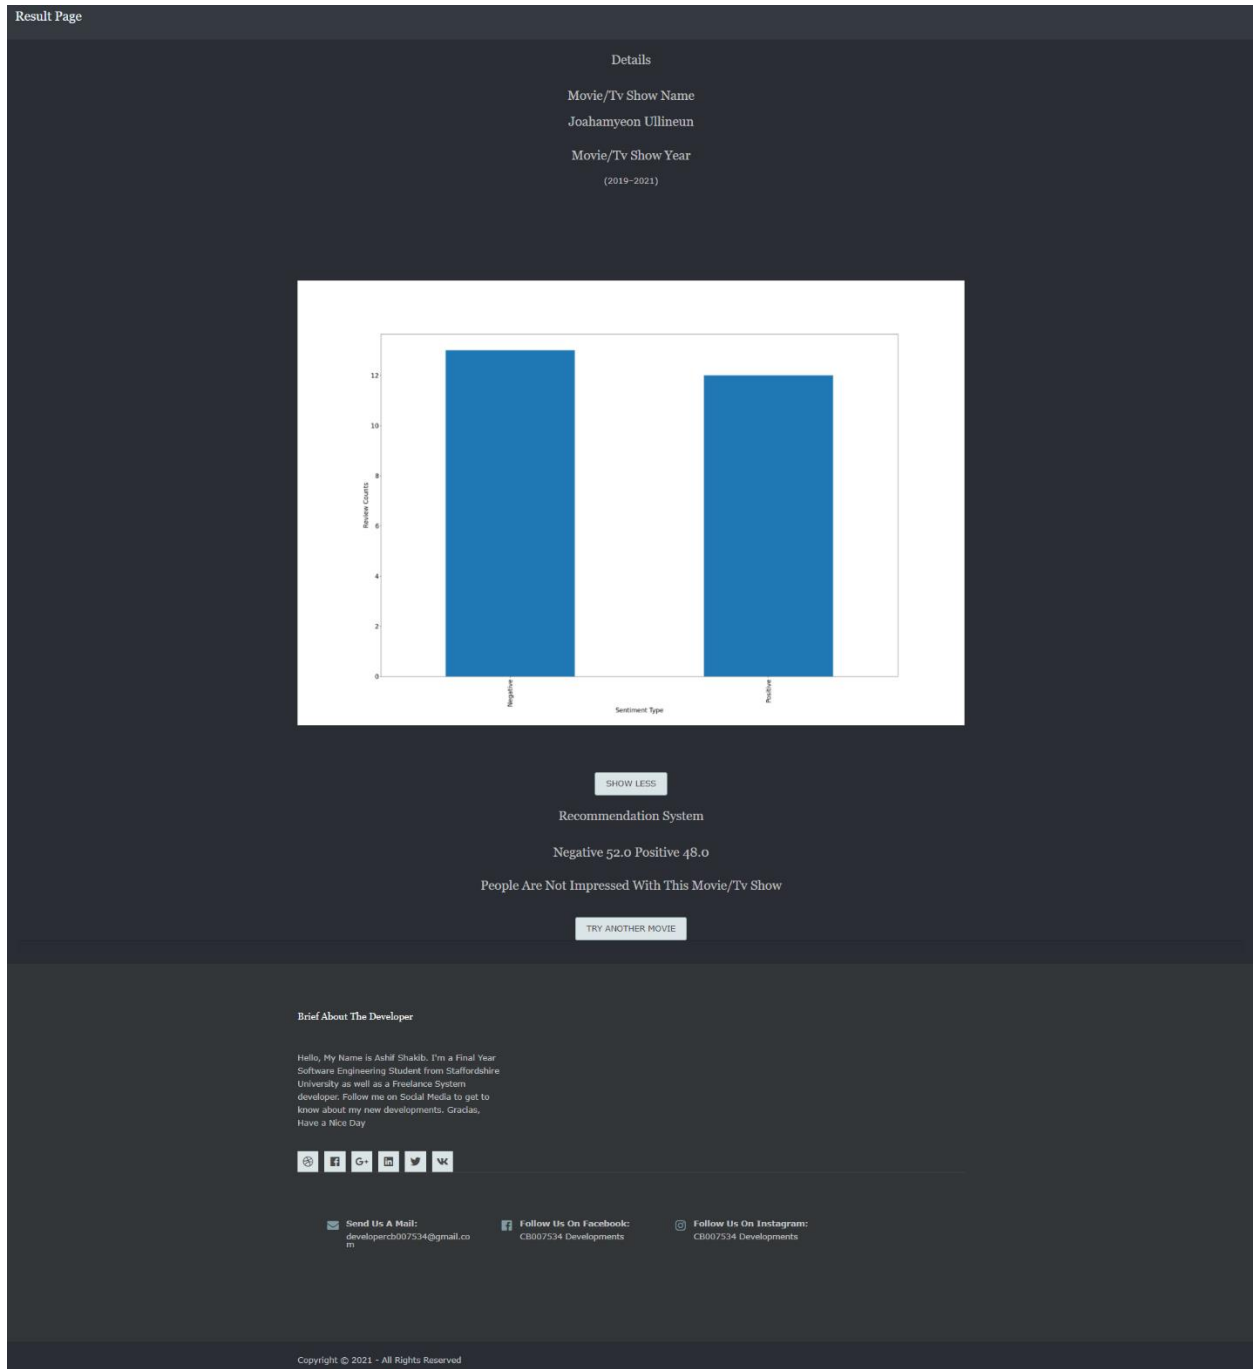 Result Page
Details
Movie/Tv Show Name
Joahamyeon Ullineun
Movie/Tv Show Year
(2019–2021)
12
10
8
6
4
2
0
Review Counts
Negative
Positive
Sentiment Type
SHOW LESS
Recommendation System
Negative 52.0 Positive 48.0
People Are Not Impressed With This Movie/Tv Show
TRY ANOTHER MOVIE
Brief About The Developer
Hello, My Name is Ashif Shakib. I'm a Final Year
Software Engineering Student from Staffordshire
University as well as a Freelance System
developer. Follow me on Social Media to get to
know about my new developments. Gracias,
Have a Nice Day
Send Us A Mail:
developercb007534@gmail.co
m
Follow Us On Facebook:
CB007534 Developments
Follow Us On Instagram:
CB007534 Developments
Copyright © 2021 - All Rights Reserved